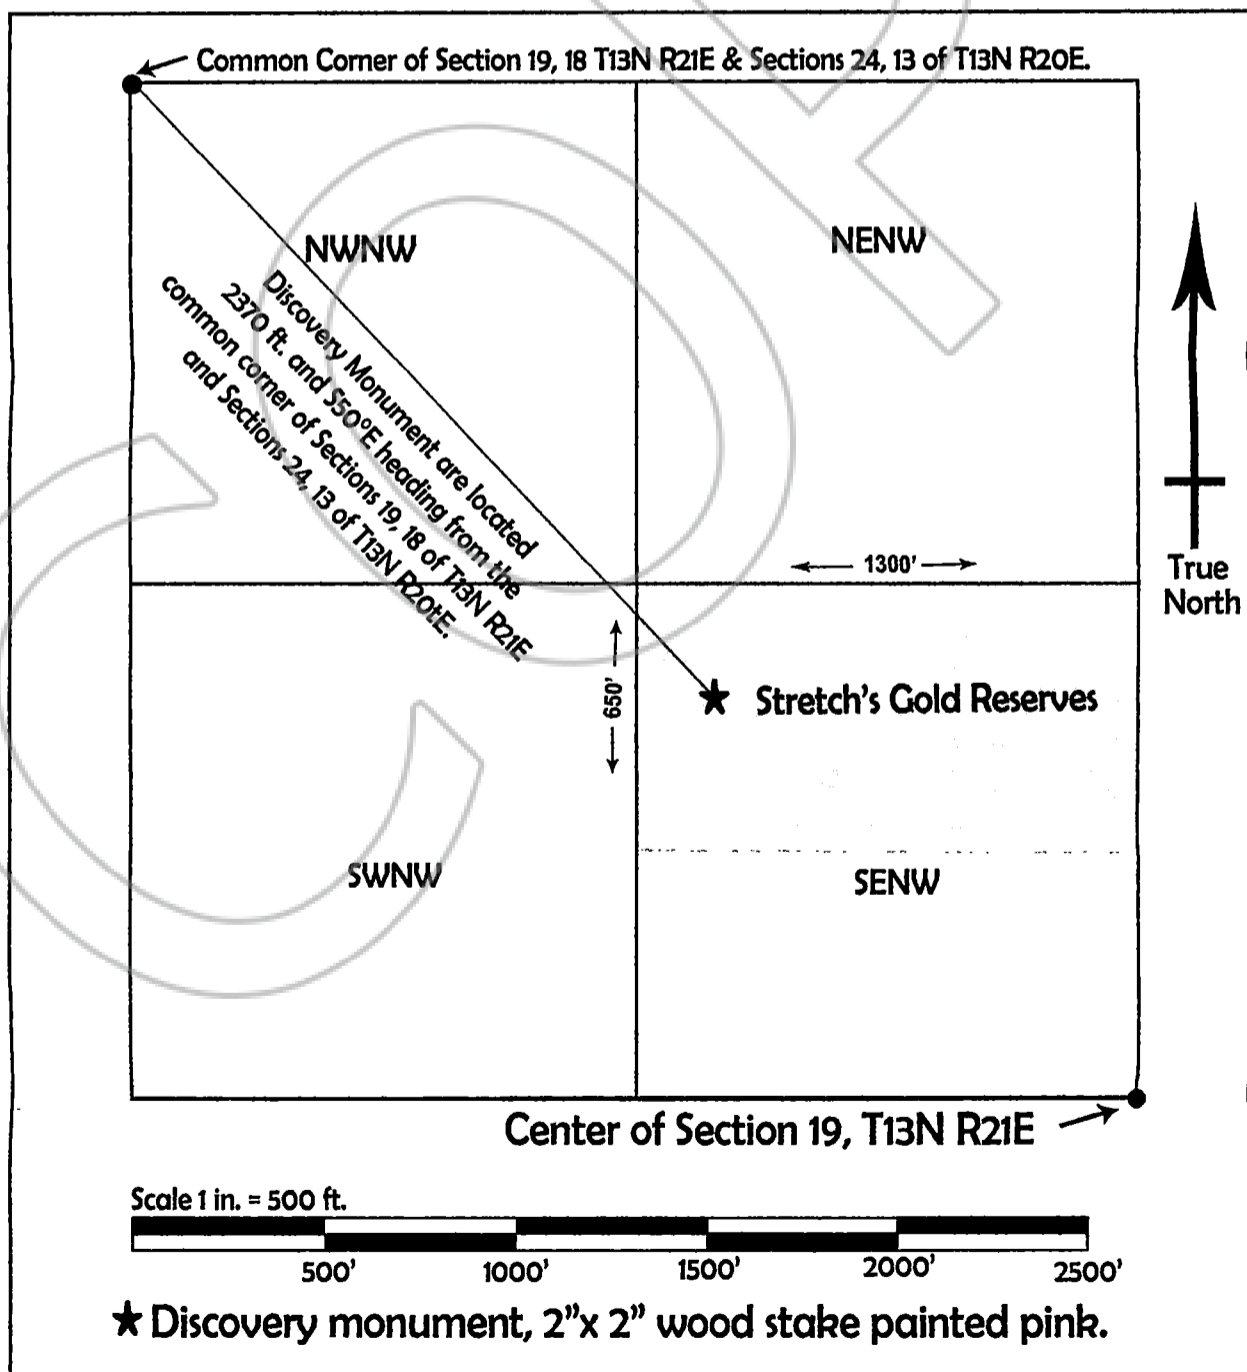 Common Corner of Section 19, 18 T13N R21E & Sections 24, 13 of T13N R20E.
NWNW
NENW
Discovery Monument are located
2370 ft. and S50°E heading from the
common corner of Sections 19, 18 of T13N R21E
and Sections 24, 13 of T13N R20tE.
1300'
True
North
650'
Stretch's Gold Reserves
SWNW
SENW
Center of Section 19, T13N R21E
Scale 1 in. = 500 ft.
500' 1000' 1500' 2000' 2500'
★ Discovery monument, 2"x 2" wood stake painted pink.
COP